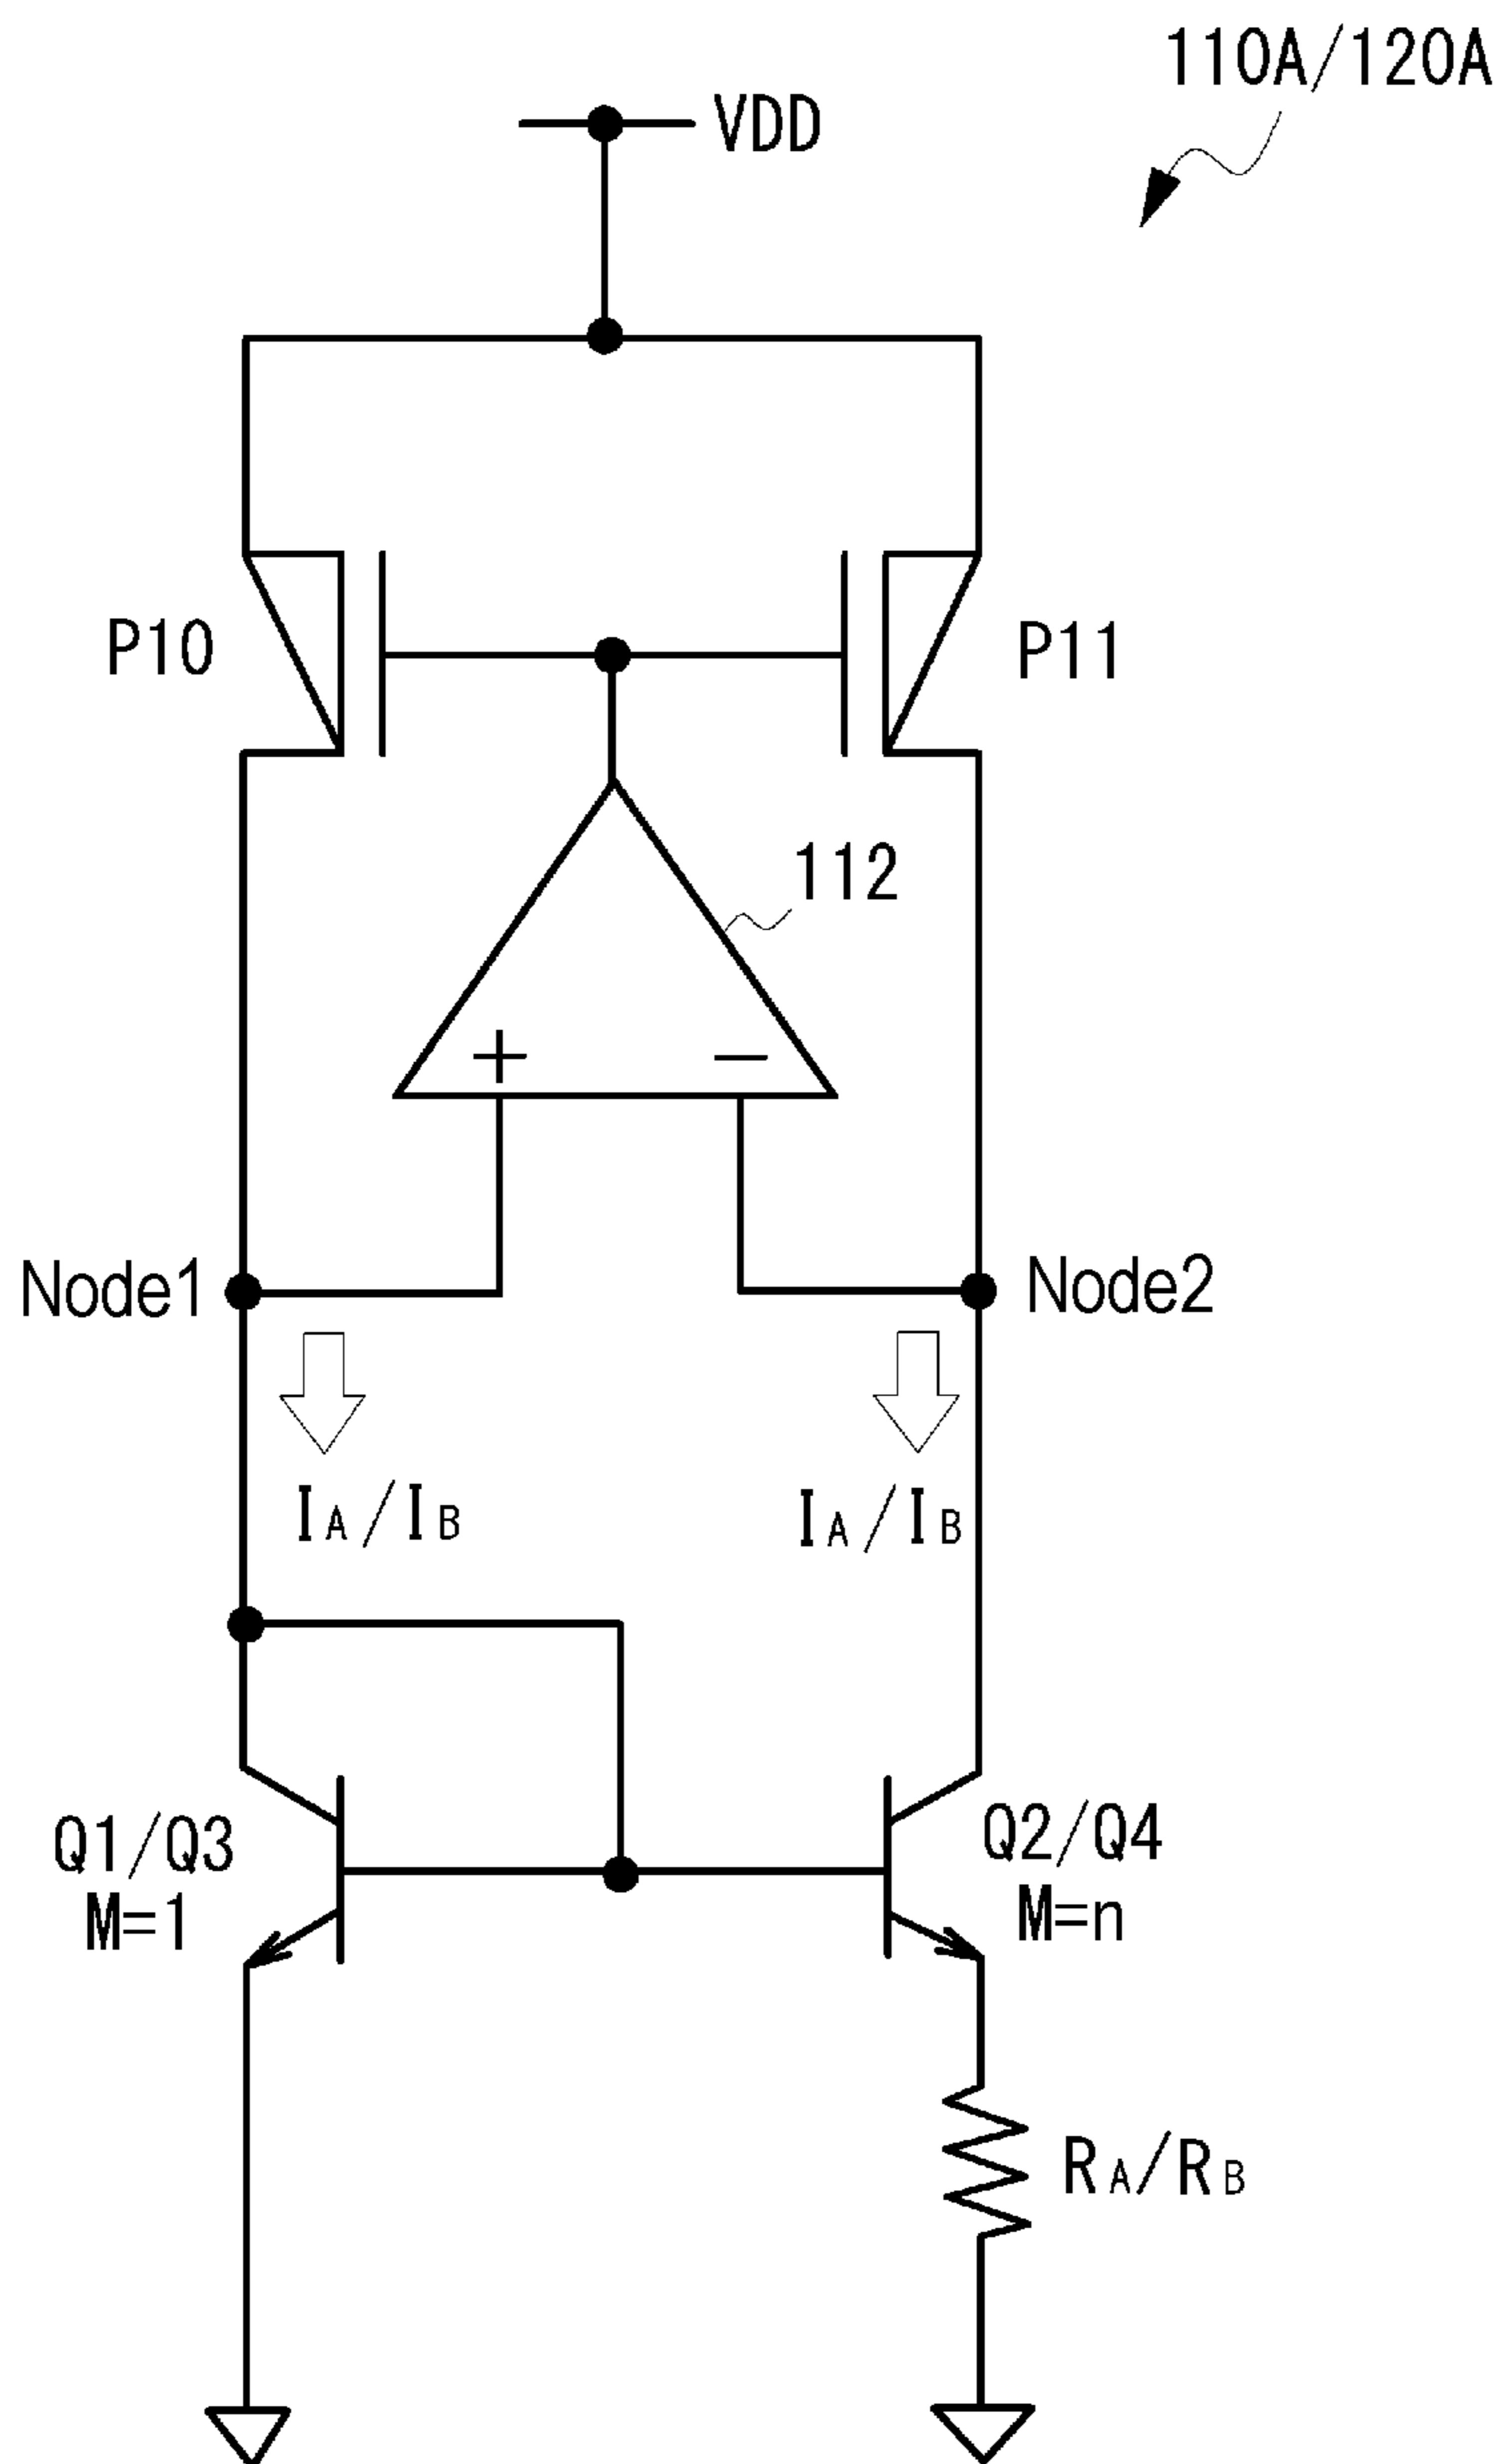 110A/120A
VDD
P10
P11
112
+
−
Node1
Node2
IA/IB
IA/IB
Q1/Q3
M=1
Q2/Q4
M=n
RA/RB